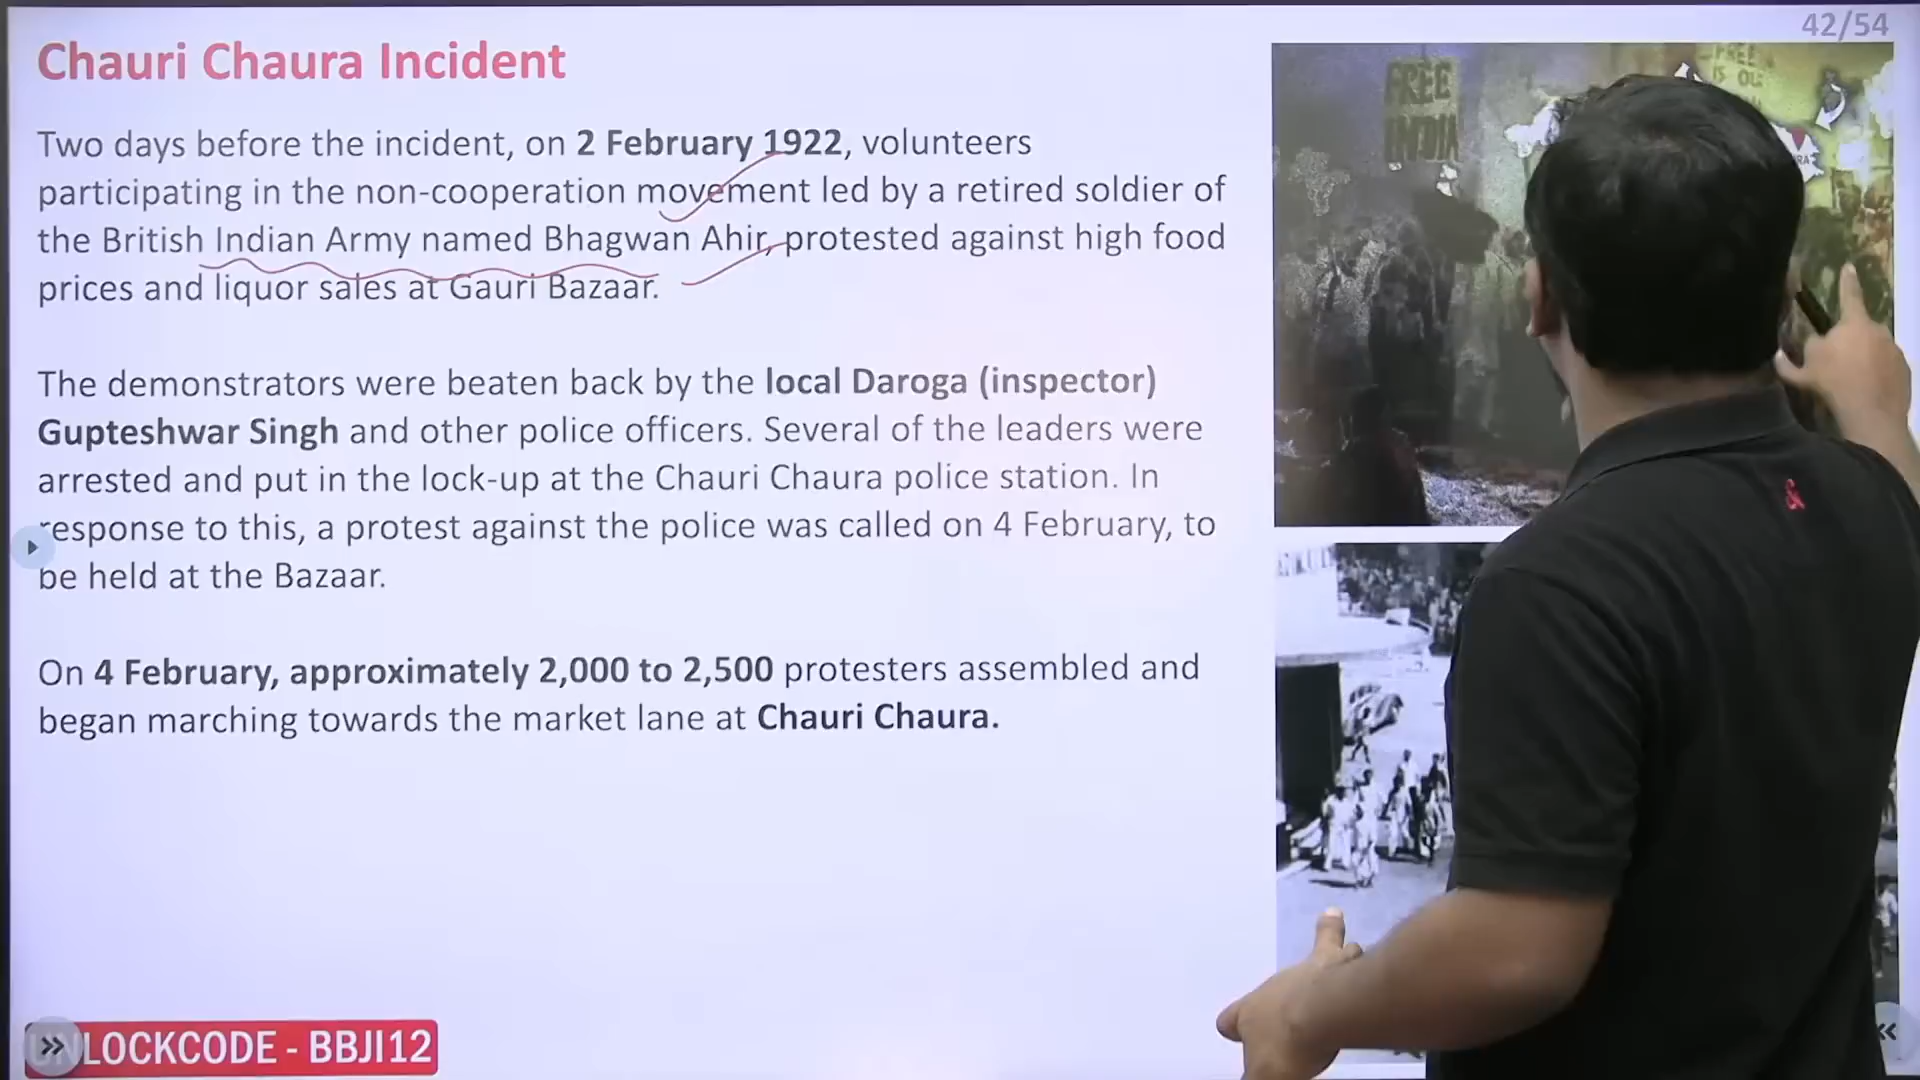 42/54
Chauri Chaura Incident
Two days before the incident, on 2 February 1922, volunteers
participating in the non-cooperation movement led by a retired soldier of
the British Indian Army named Bhagwan Ahir, protested against high food
prices and liquor sales at Gauri Bazaar.
The demonstrators were beaten back by the local Daroga (inspector)
Gupteshwar Singh and other police officers. Several of the leaders were
arrested and put in the lock-up at the Chauri Chaura police station. In
response to this, a protest against the police was called on 4 February, to
be held at the Bazaar.
On 4 February, approximately 2,000 to 2,500 protesters assembled and
began marching towards the market lane at Chauri Chaura.
FREE
INDIA
FREE
IS OU
UNLOCKCODE - BBJI12